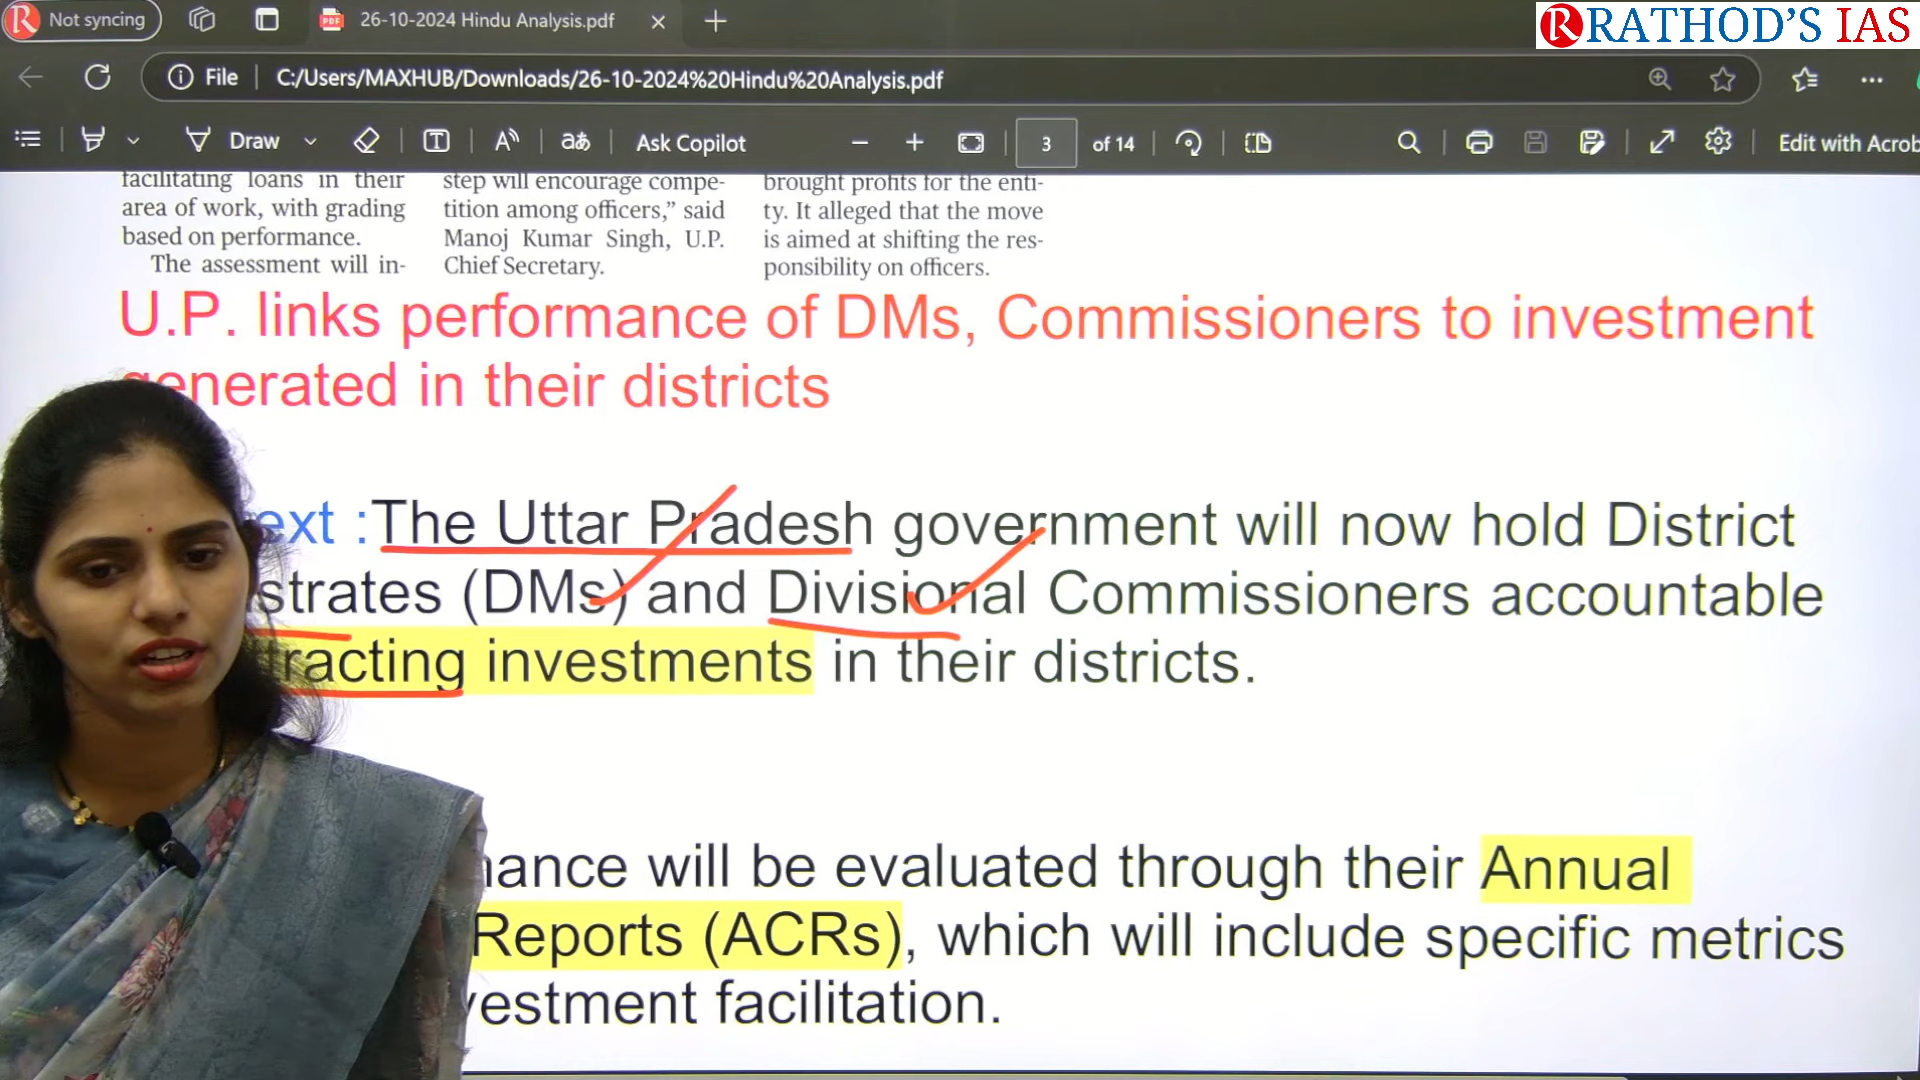 Not syncing
26-10-2024 Hindu Analysis.pdf
RATHOD'S IAS
File
C:/Users/MAXHUB/Downloads/26-10-2024%20Hindu%20Analysis.pdf
Draw
Ask Copilot
3
of 14
Edit with Acrob
facilitating loans in their
area of work, with grading
based on performance.
The assessment will in-
step will encourage compe-
tition among officers,” said
Manoj Kumar Singh, U.P.
Chief Secretary.
brought profits for the enti-
ty. It alleged that the move
is aimed at shifting the res-
ponsibility on officers.
U.P. links performance of DMs, Commissioners to investment
generated in their districts
ext :The Uttar Pradesh government will now hold District
strates (DMs) and Divisional Commissioners accountable
tracting investments in their districts.
nance will be evaluated through their Annual
Reports (ACRs), which will include specific metrics
vestment facilitation.